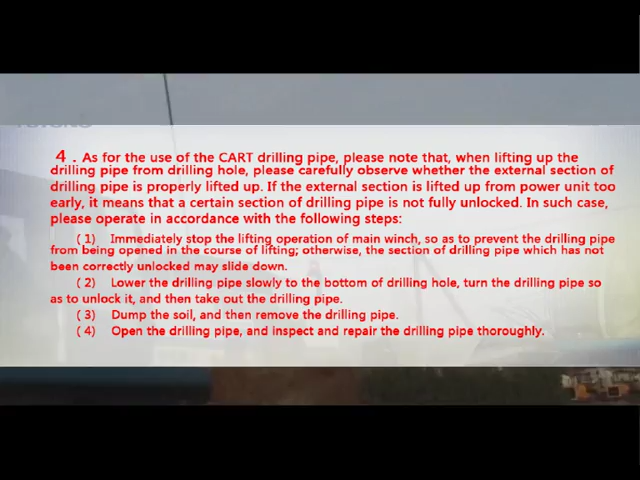 4. As for the use of the CART drilling pipe, please note that, when lifting up the
drilling pipe from drilling hole, please carefully observe whether the external section of
drilling pipe is properly lifted up. If the external section is lifted up from power unit too
early, it means that a certain section of drilling pipe is not fully unlocked. In such case,
please operate in accordance with the following steps:
(1) Immediately stop the lifting operation of main winch, so as to prevent the drilling pipe
from being opened in the course of lifting; otherwise, the section of drilling pipe which has not
been correctly unlocked may slide down.
(2) Lower the drilling pipe slowly to the bottom of drilling hole, turn the drilling pipe so
as to unlock it, and then take out the drilling pipe.
(3) Dump the soil, and then remove the drilling pipe.
(4) Open the drilling pipe, and inspect and repair the drilling pipe thoroughly.